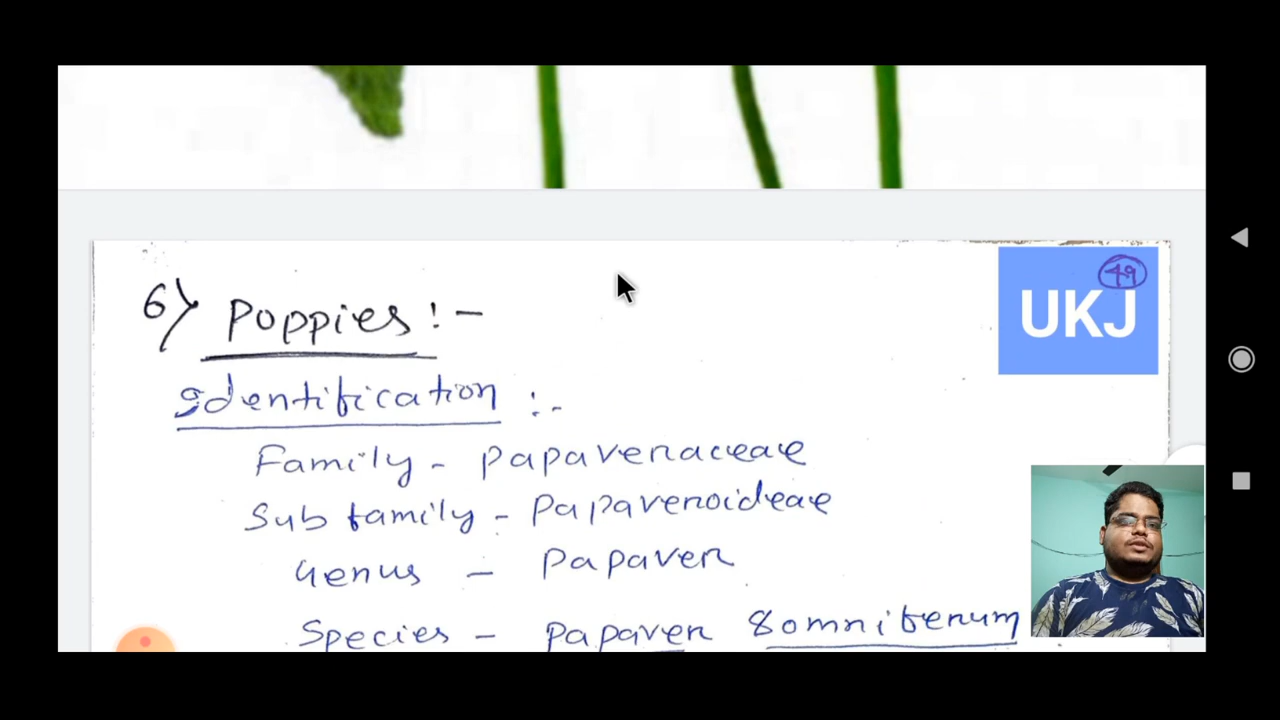 6) Poppies :-
49
UKJ
Identification :-
Family - Papaveraceae
Sub family - Papaveroideae
Genus - Papaver
Species - Papaver Somniferum